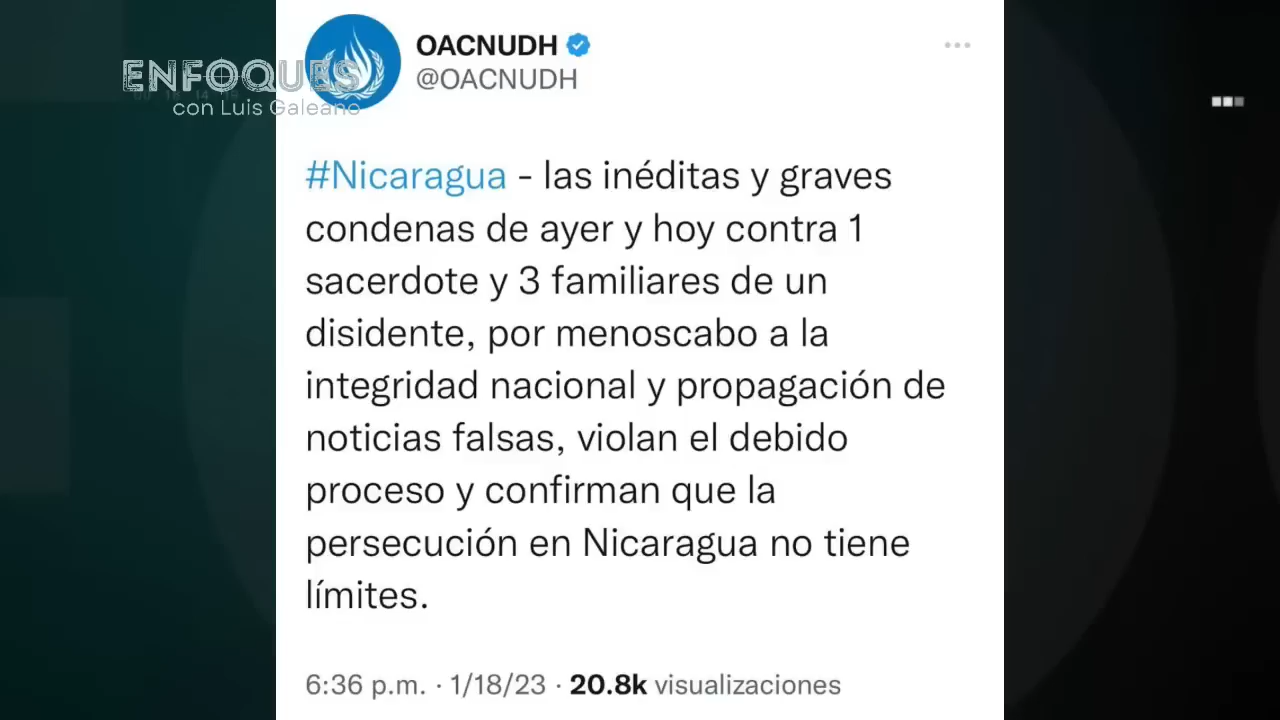 ENFOQUES
con Luis Galeano
OACNUDH
@OACNUDH
#Nicaragua - las inéditas y graves
condenas de ayer y hoy contra 1
sacerdote y 3 familiares de un
disidente, por menoscabo a la
integridad nacional y propagación de
noticias falsas, violan el debido
proceso y confirman que la
persecución en Nicaragua no tiene
límites.
6:36 p.m. · 1/18/23 · 20.8k visualizaciones